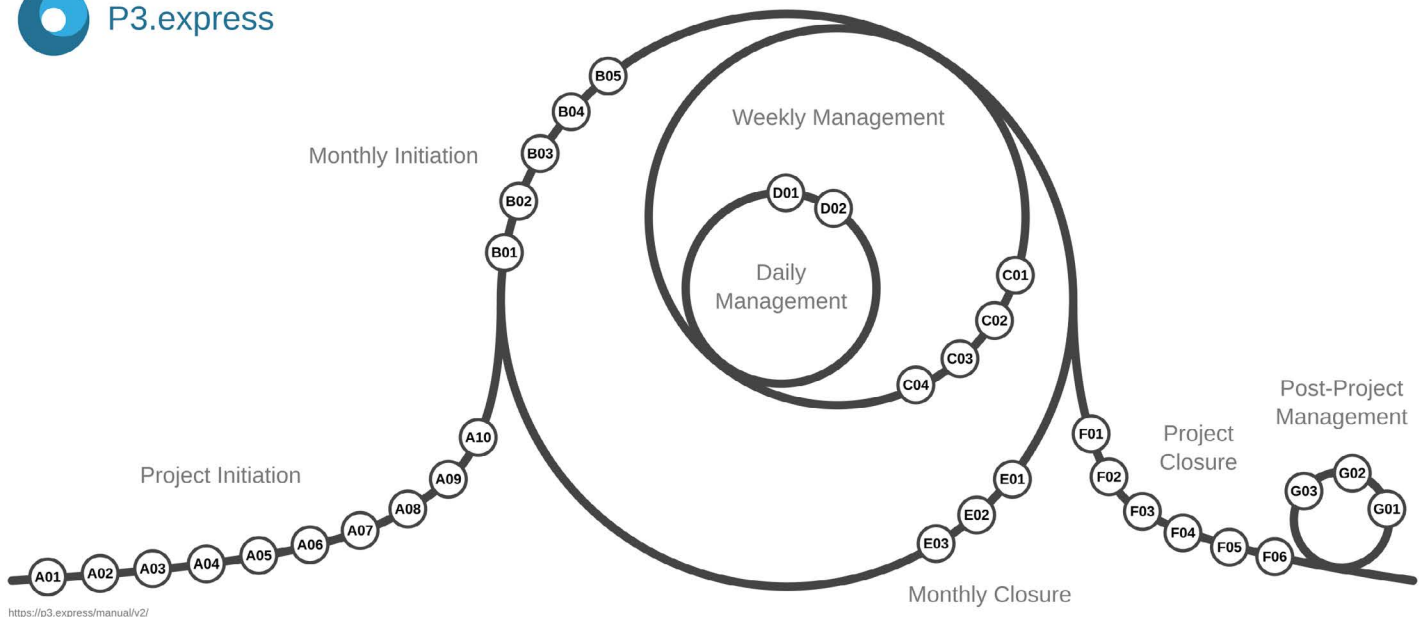 P3.express
B05
B04
B03
B02
B01
Monthly Initiation
Weekly Management
D01
D02
Daily
Management
C01
C02
C03
C04
Project Initiation
A01
A02
A03
A04
A05
A06
A07
A08
A09
A10
E01
E02
E03
Monthly Closure
F01
F02
F03
F04
F05
F06
Project
Closure
Post-Project
Management
G03
G02
G01
https://p3.express/manual/v2/